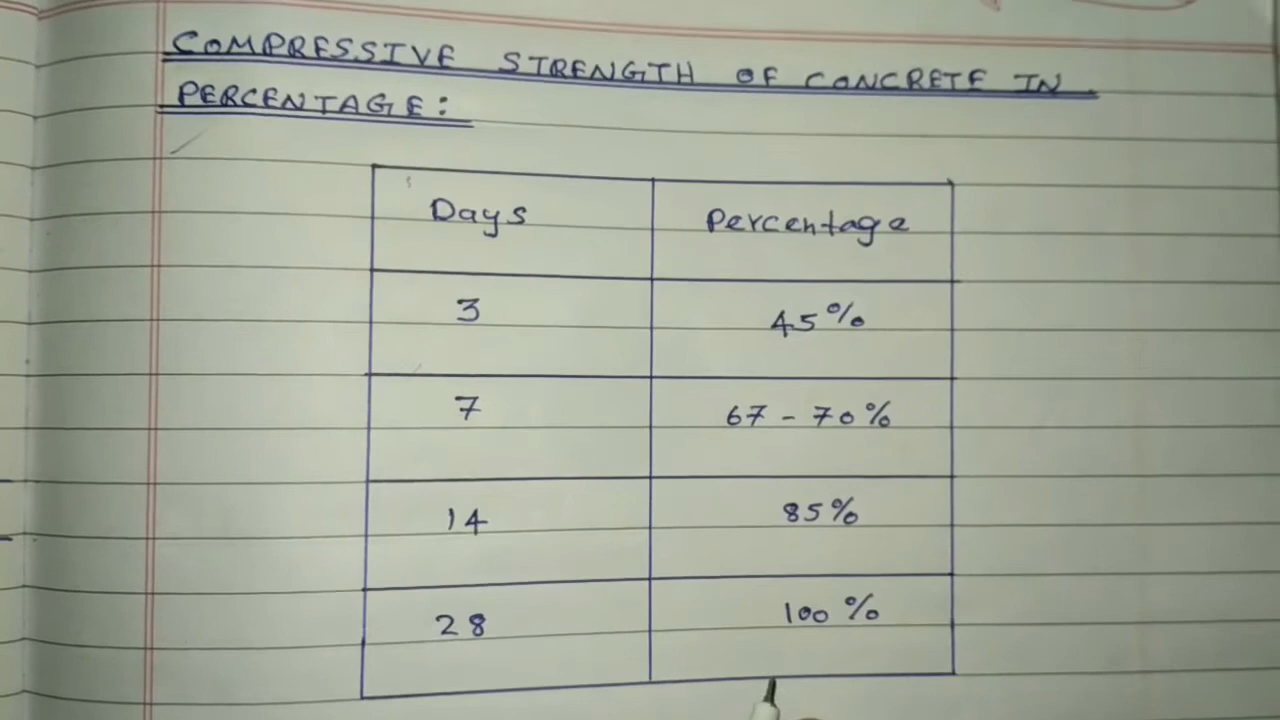 COMPRESSIVE STRENGTH OF CONCRETE IN
PERCENTAGE:
Days Percentage
3 45%
7 67 - 70%
14 85%
28 100%